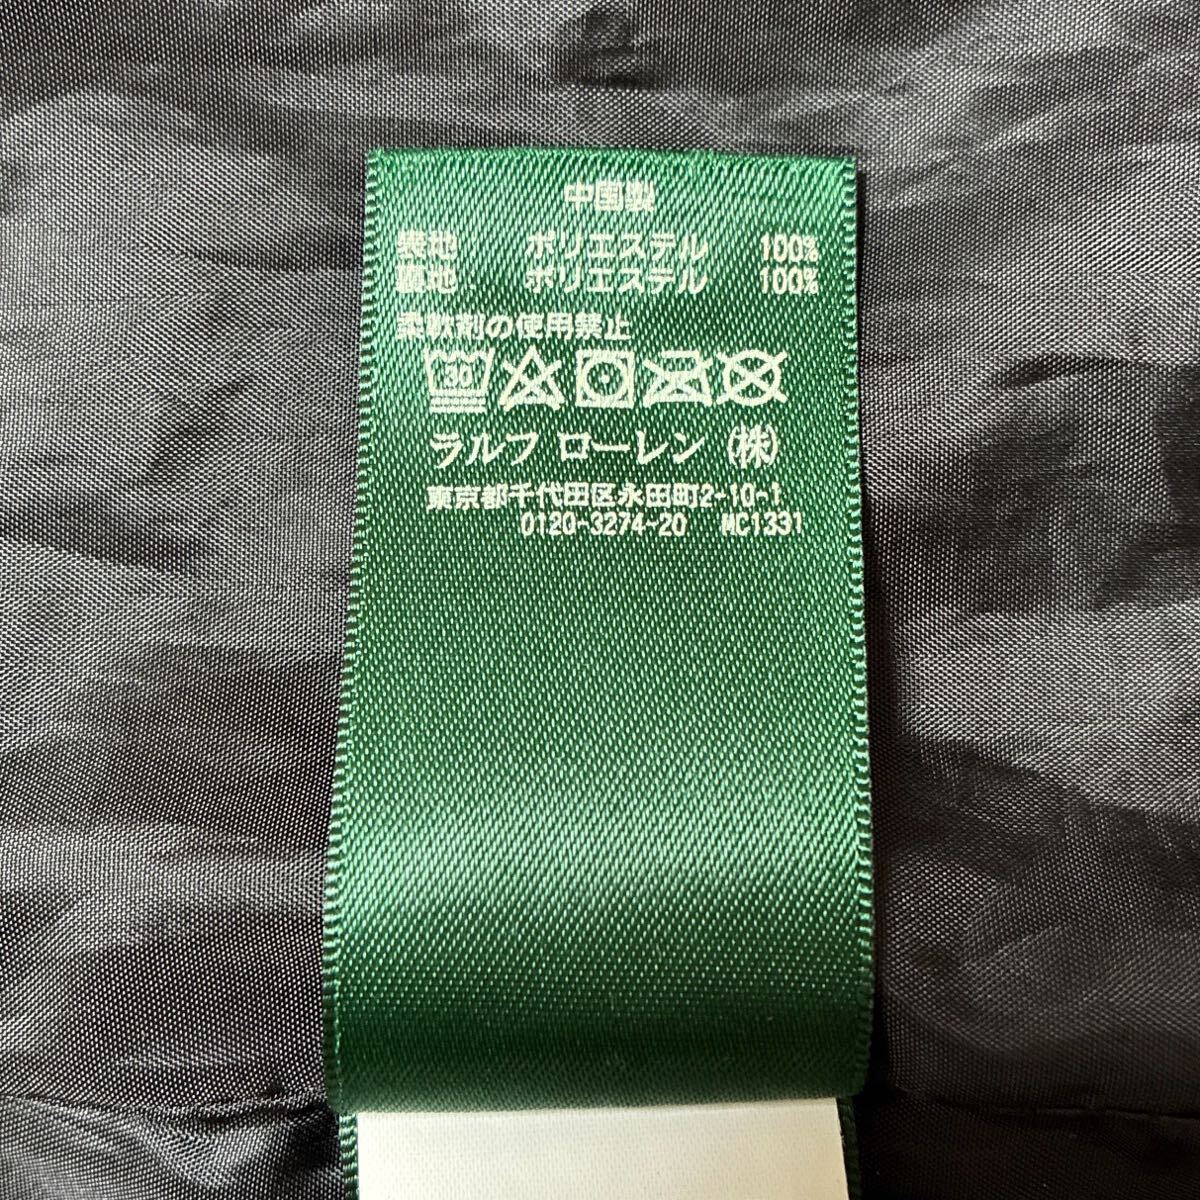 中国製
表地 ポリエステル 100%
裏地 ポリエステル 100%
柔軟剤の使用禁止
30
ラルフ ローレン (株)
東京都千代田区永田町2-10-1
0120-3274-20 MC1331